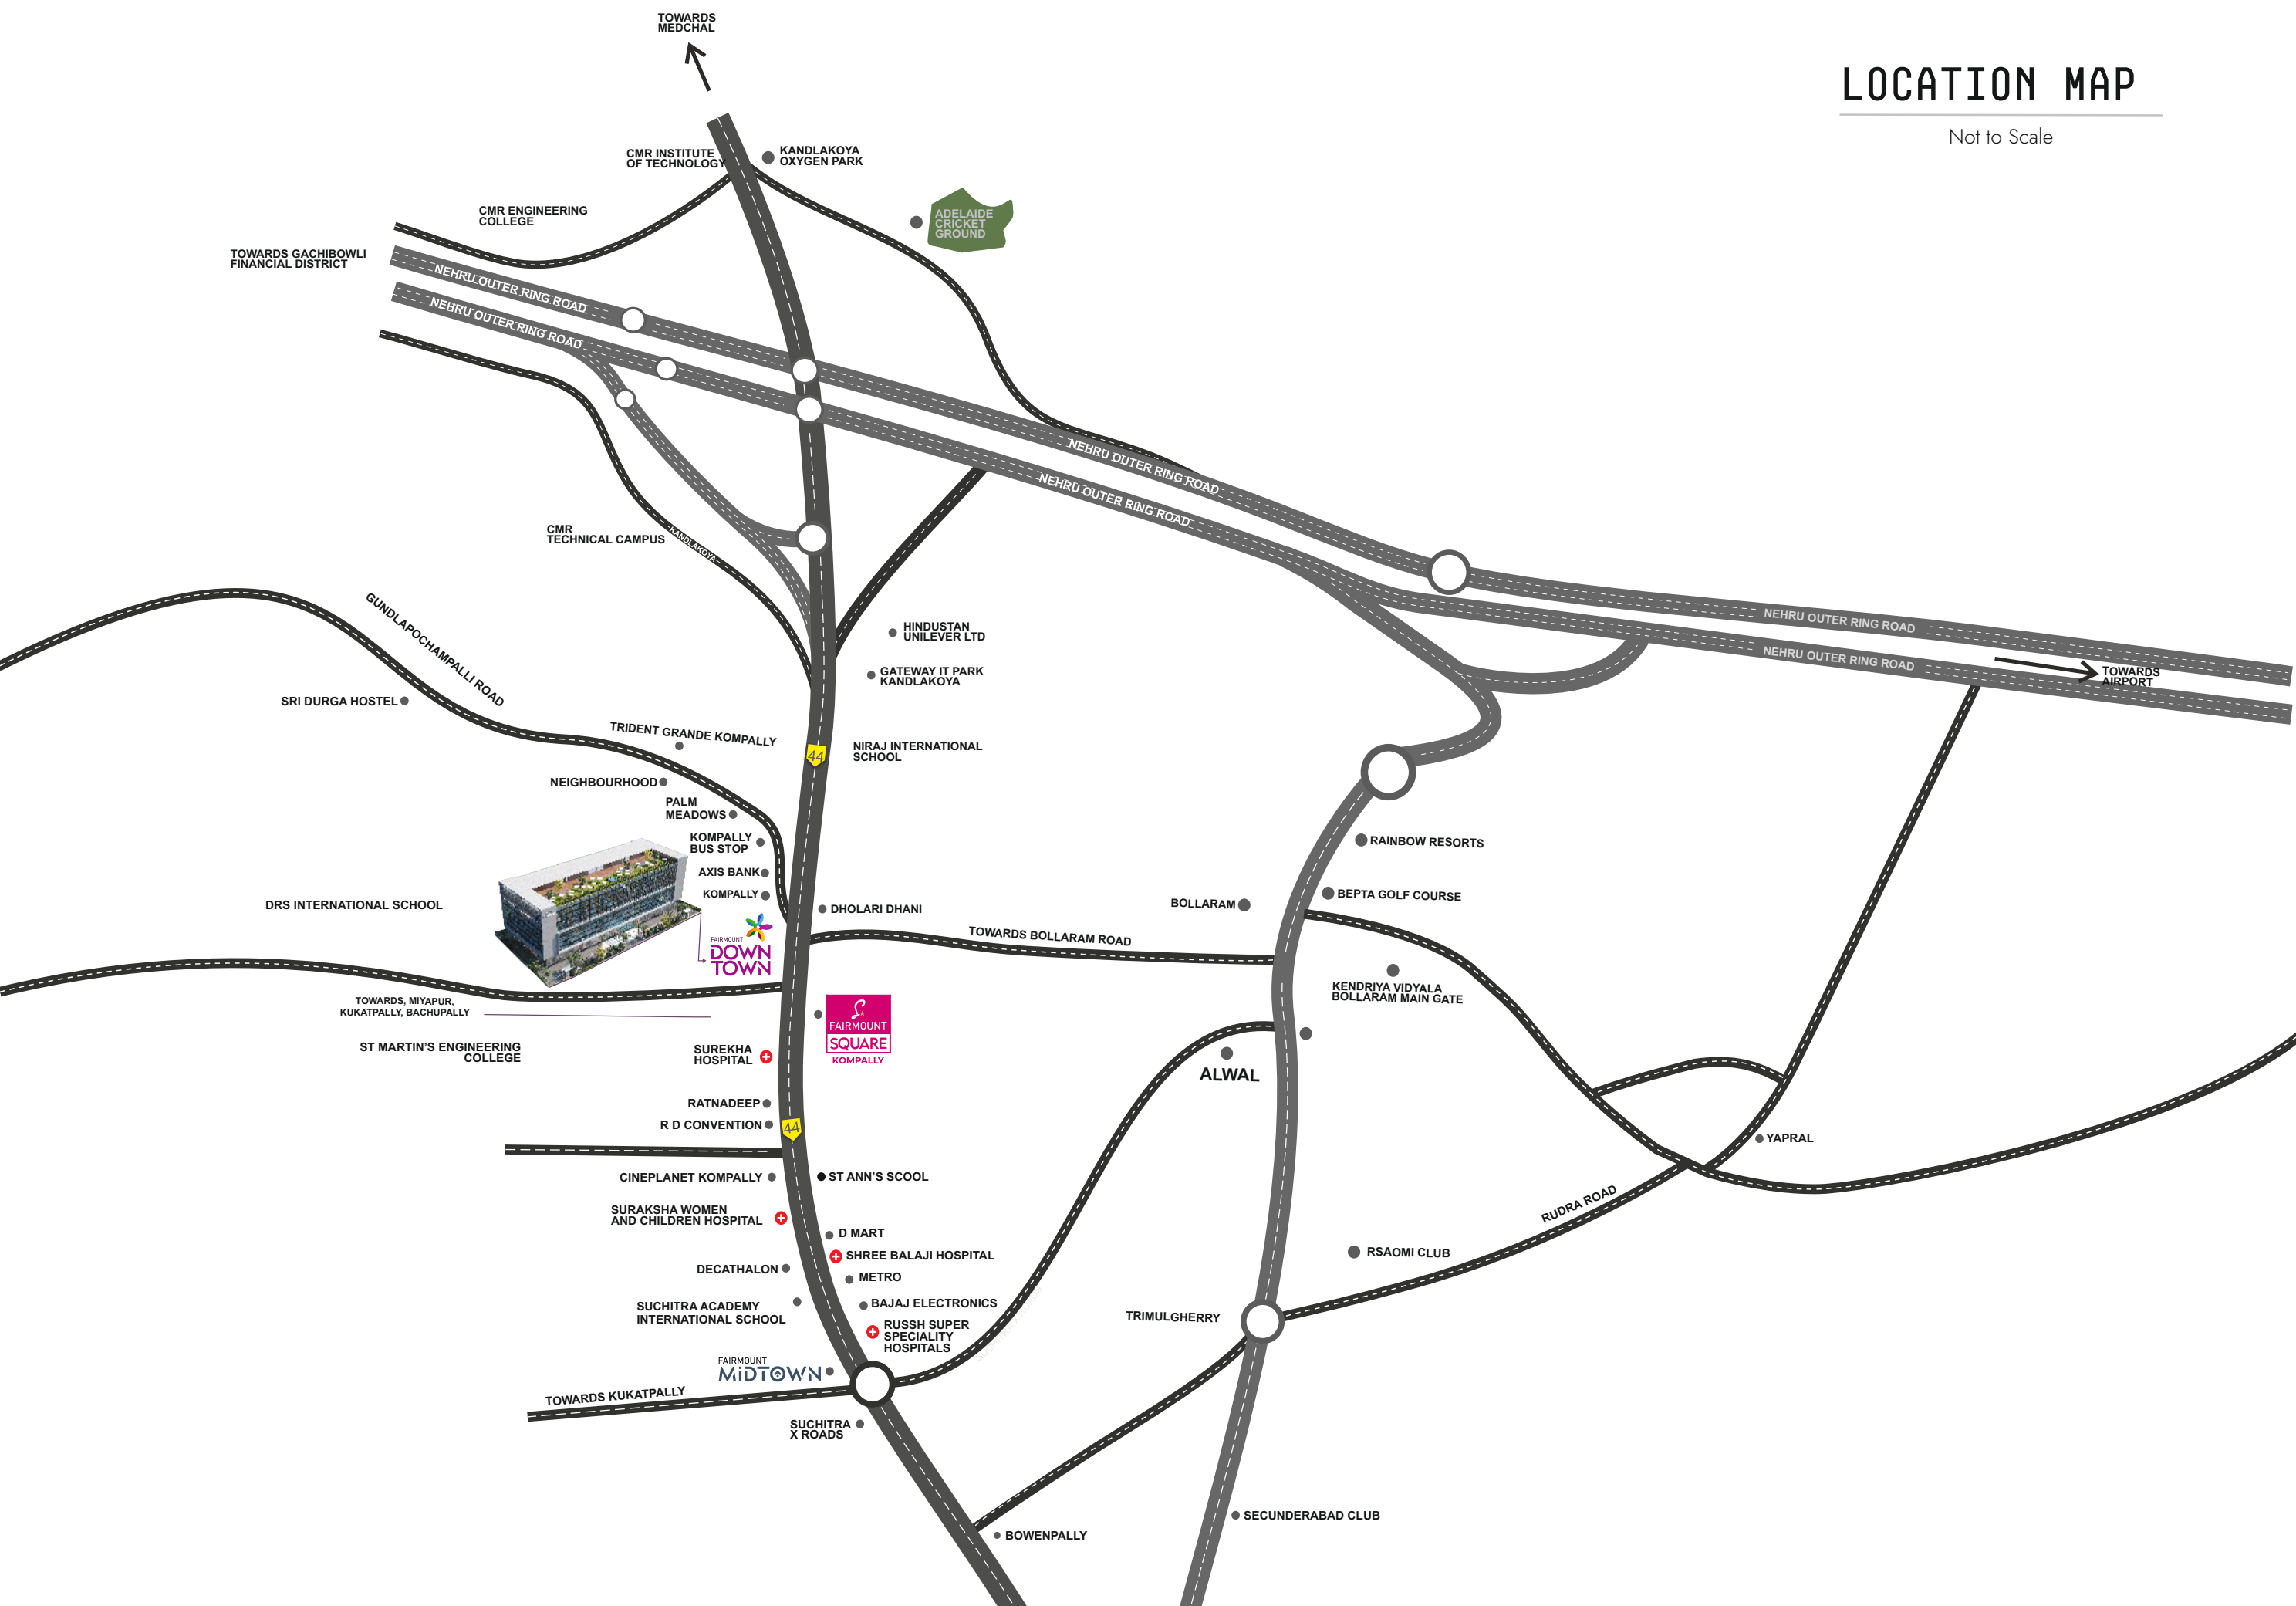 TOWARDS
MEDCHAL
LOCATION MAP
Not to Scale
CMR INSTITUTE
OF TECHNOLOGY
KANDLAKOYA
OXYGEN PARK
CMR ENGINEERING
COLLEGE
ADELAIDE
CRICKET
GROUND
TOWARDS GACHIBOWLI
FINANCIAL DISTRICT
NEHRU OUTER RING ROAD
NEHRU OUTER RING ROAD
NEHRU OUTER RING ROAD
NEHRU OUTER RING ROAD
CMR
TECHNICAL CAMPUS
KANDLAKOYA
NEHRU OUTER RING ROAD
NEHRU OUTER RING ROAD
TOWARDS
AIRPORT
GUNDLAPOCHAMPALLI ROAD
HINDUSTAN
UNILEVER LTD
GATEWAY IT PARK
KANDLAKOYA
SRI DURGA HOSTEL
TRIDENT GRANDE KOMPALLY
44
NIRAJ INTERNATIONAL
SCHOOL
NEIGHBOURHOOD
PALM
MEADOWS
KOMPALLY
BUS STOP
AXIS BANK
KOMPALLY
RAINBOW RESORTS
BEPTA GOLF COURSE
BOLLARAM
DRS INTERNATIONAL SCHOOL
DHOLARI DHANI
FAIRMOUNT
DOWN
TOWN
TOWARDS BOLLARAM ROAD
KENDRIYA VIDYALA
BOLLARAM MAIN GATE
TOWARDS, MIYAPUR,
KUKATPALLY, BACHUPALLY
FAIRMOUNT
SQUARE
KOMPALLY
ST MARTIN'S ENGINEERING
COLLEGE
SUREKHA
HOSPITAL
ALWAL
RATNADEEP
R D CONVENTION
44
YAPRAL
CINEPLANET KOMPALLY
ST ANN'S SCOOL
SURAKSHA WOMEN
AND CHILDREN HOSPITAL
RUDRA ROAD
D MART
SHREE BALAJI HOSPITAL
RSAOMI CLUB
DECATHALON
METRO
BAJAJ ELECTRONICS
SUCHITRA ACADEMY
INTERNATIONAL SCHOOL
TRIMULGHERRY
RUSSH SUPER
SPECIALITY
HOSPITALS
FAIRMOUNT
MiDTOWN
TOWARDS KUKATPALLY
SUCHITRA
X ROADS
SECUNDERABAD CLUB
BOWENPALLY